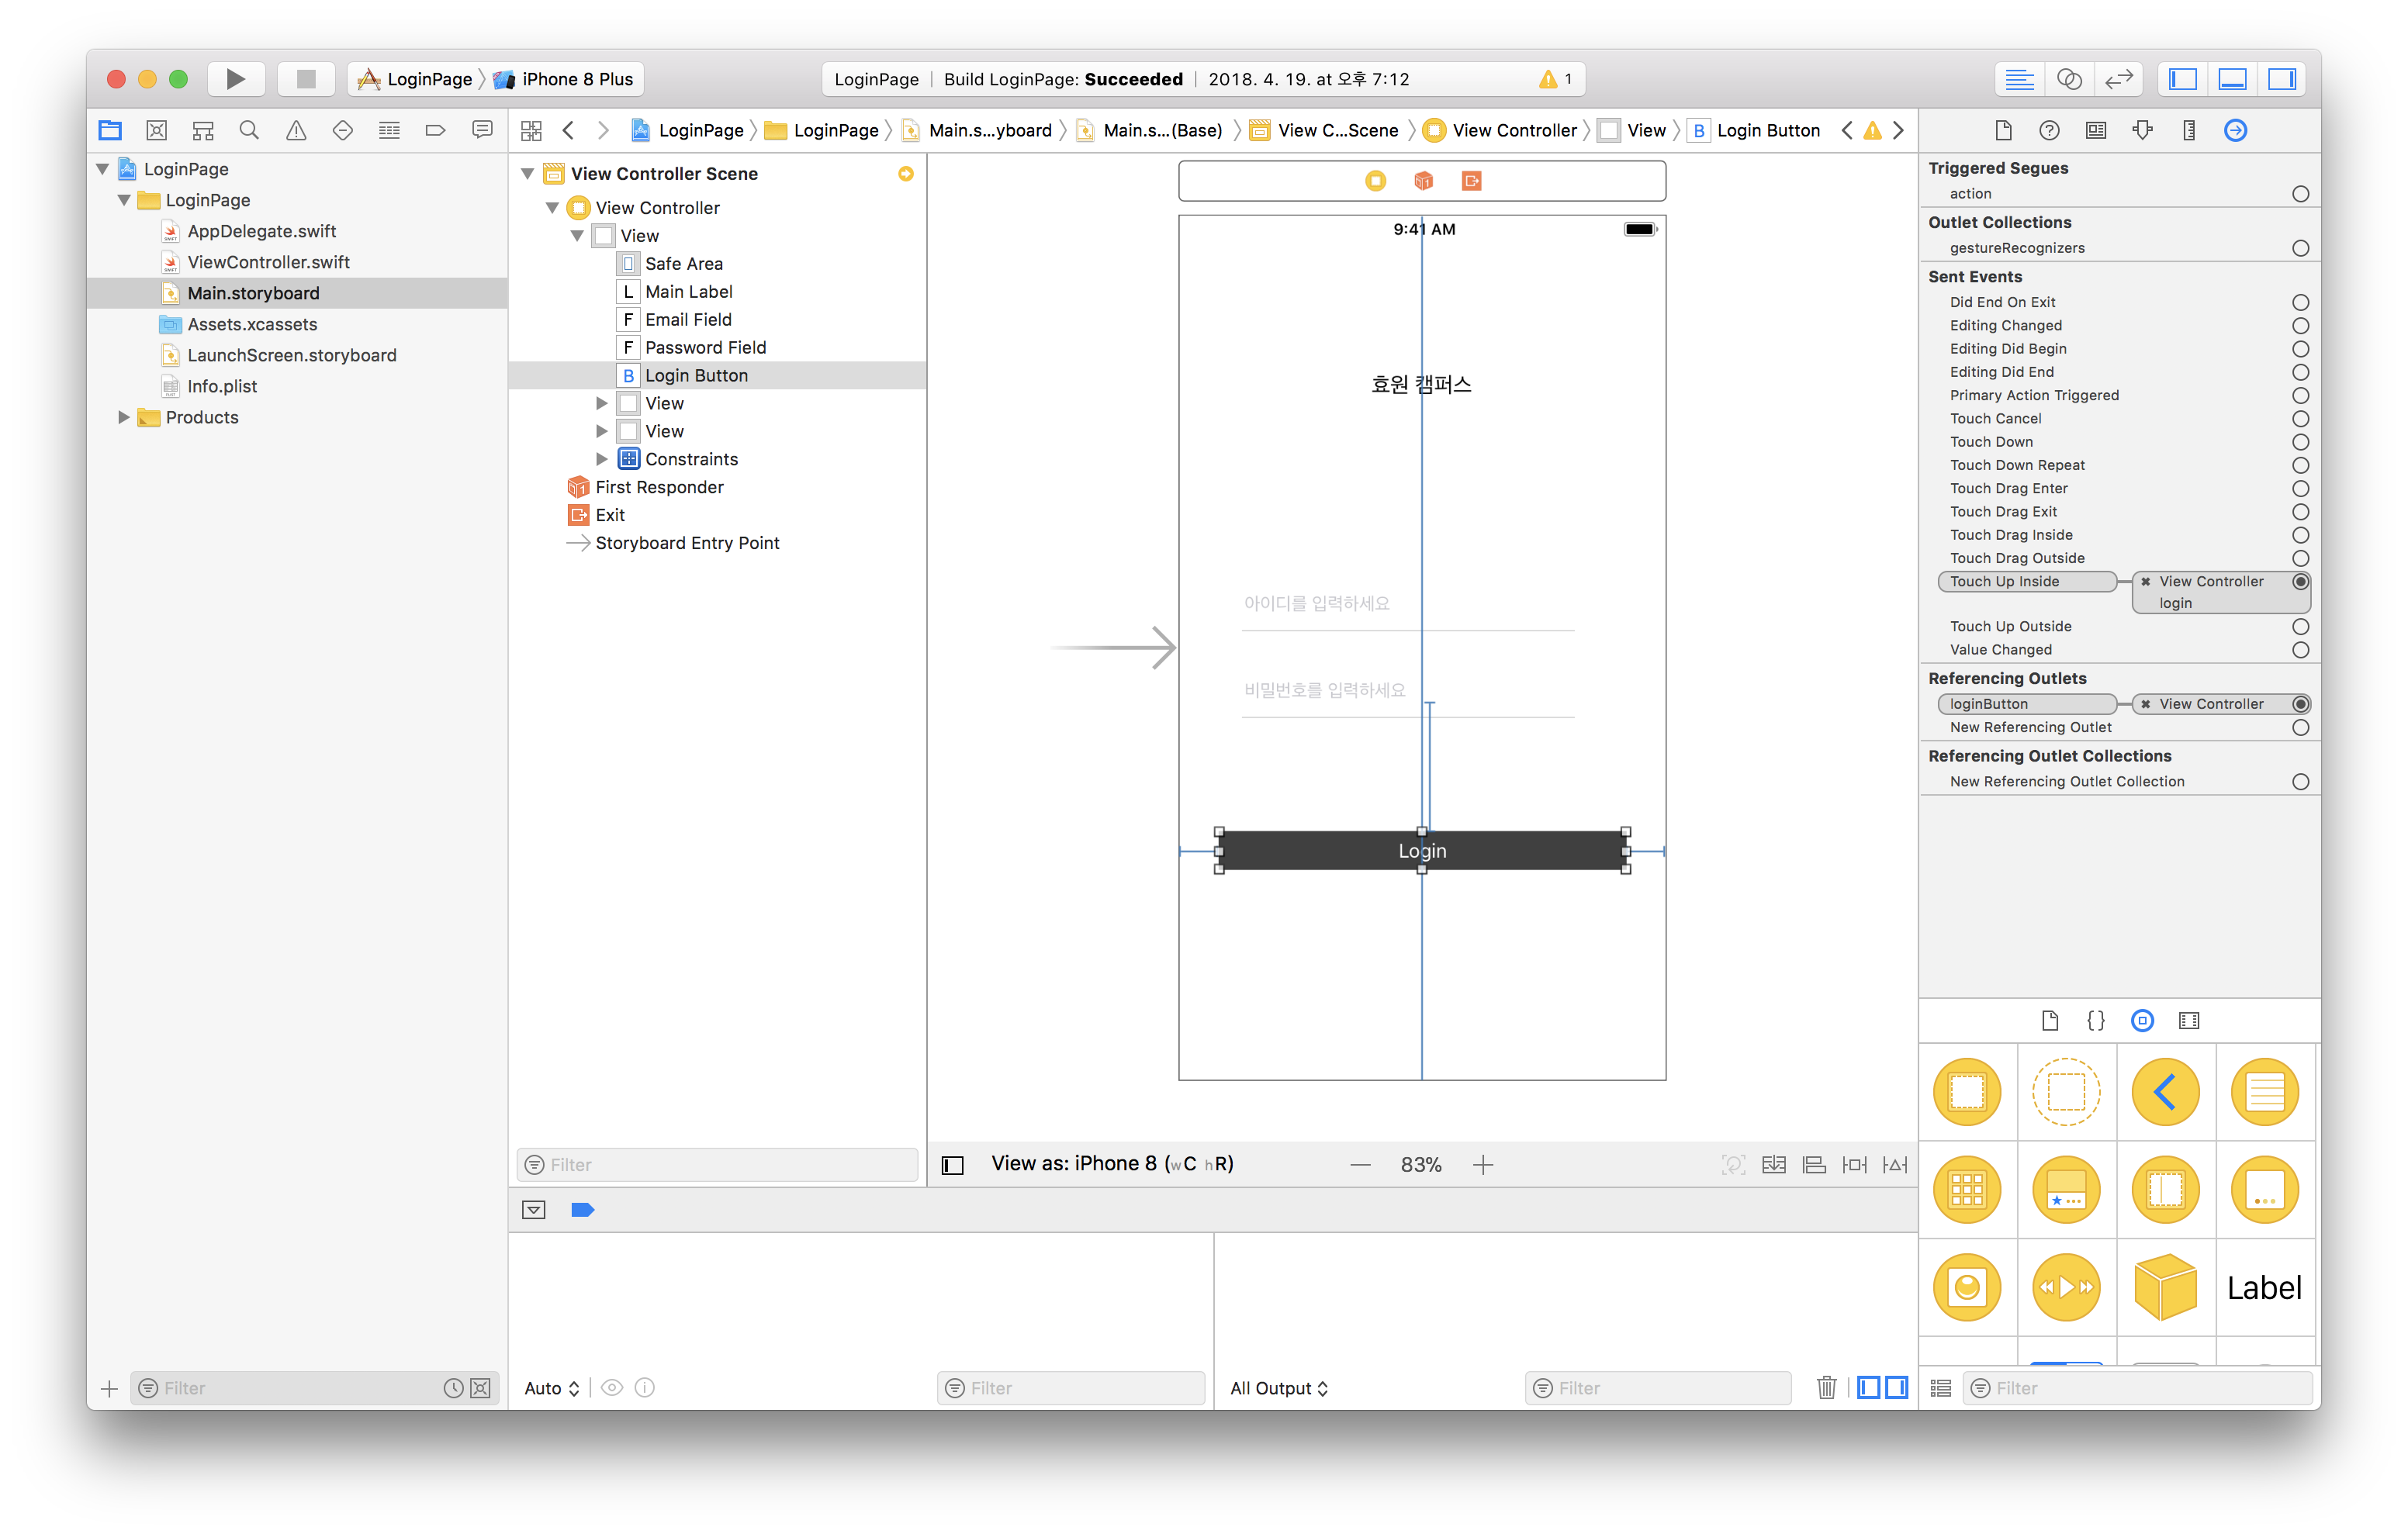 LoginPage iPhone 8 Plus
LoginPage Build LoginPage: Succeeded 2018. 4. 19. at 오후 7:12 1
LoginPage LoginPage Main.s...yboard Main.s...(Base) View C...Scene View Controller View B Login Button
LoginPage
LoginPage
AppDelegate.swift
ViewController.swift
Main.storyboard
Assets.xcassets
LaunchScreen.storyboard
Info.plist
Products
Filter
View Controller Scene
View Controller
View
Safe Area
L Main Label
F Email Field
F Password Field
B Login Button
View
View
Constraints
First Responder
Exit
Storyboard Entry Point
Filter
9:41 AM
효원 캠퍼스
아이디를 입력하세요
비밀번호를 입력하세요
Login
View as: iPhone 8 (wC hR)
83%
Auto
Filter
All Output
Filter
Triggered Segues
action
Outlet Collections
gestureRecognizers
Sent Events
Did End On Exit
Editing Changed
Editing Did Begin
Editing Did End
Primary Action Triggered
Touch Cancel
Touch Down
Touch Down Repeat
Touch Drag Enter
Touch Drag Exit
Touch Drag Inside
Touch Drag Outside
Touch Up Inside View Controller
login
Touch Up Outside
Value Changed
Referencing Outlets
loginButton View Controller
New Referencing Outlet
Referencing Outlet Collections
New Referencing Outlet Collection
{}
Label
Filter